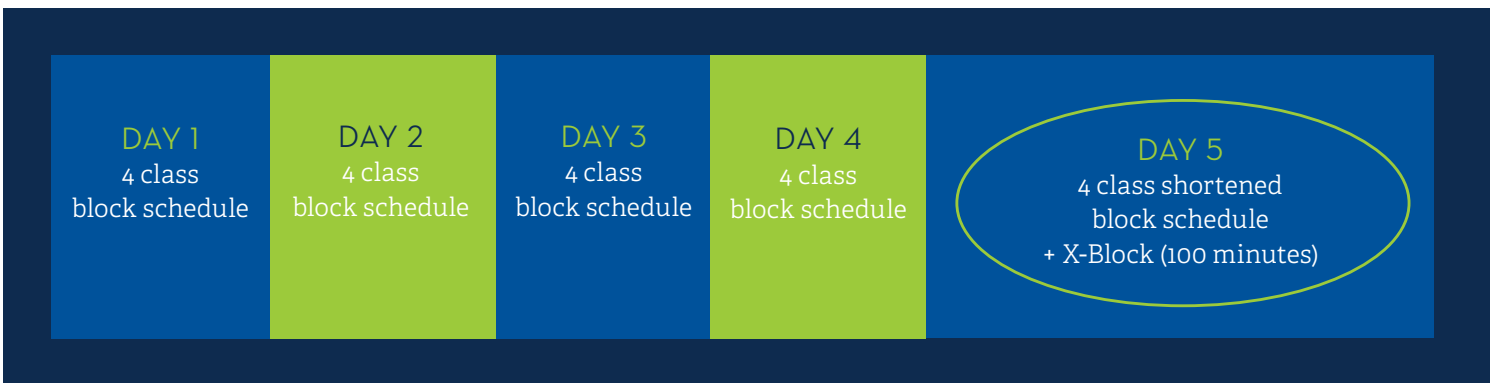 DAY 1
4 class
block schedule
DAY 2
4 class
block schedule
DAY 3
4 class
block schedule
DAY 4
4 class
block schedule
DAY 5
4 class shortened
block schedule
+ X-Block (100 minutes)